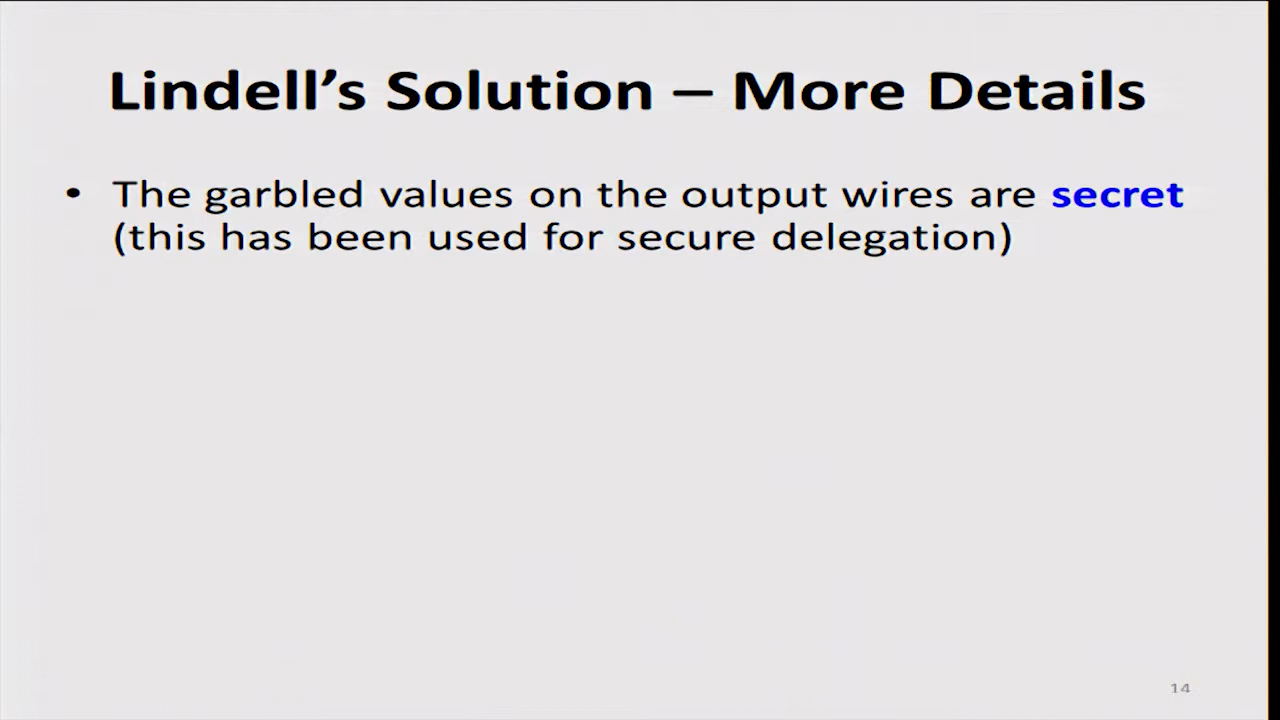 Lindell’s Solution – More Details
• The garbled values on the output wires are secret
(this has been used for secure delegation)
14